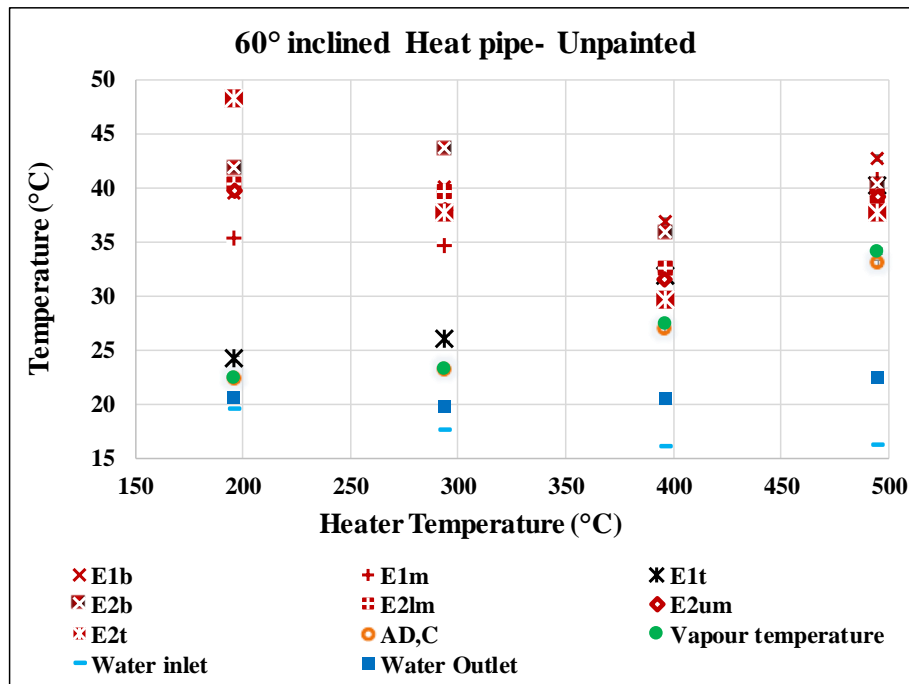 60° inclined Heat pipe- Unpainted
50
45
40
35
30
25
20
15
Temperature (°C)
150 200 250 300 350 400 450 500
Heater Temperature (°C)
E1b E1m E1t
E2b E2lm E2um
E2t AD,C Vapour temperature
Water inlet Water Outlet